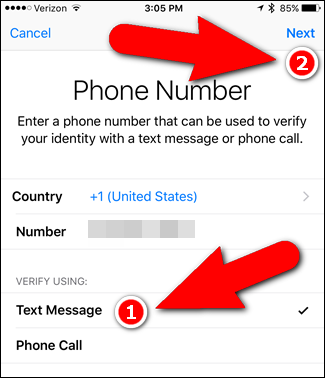 Verizon 3:05 PM 85%
Cancel Next
2
Phone Number
Enter a phone number that can be used to verify
your identity with a text message or phone call.
Country +1 (United States)
Number
VERIFY USING:
Text Message 1
Phone Call